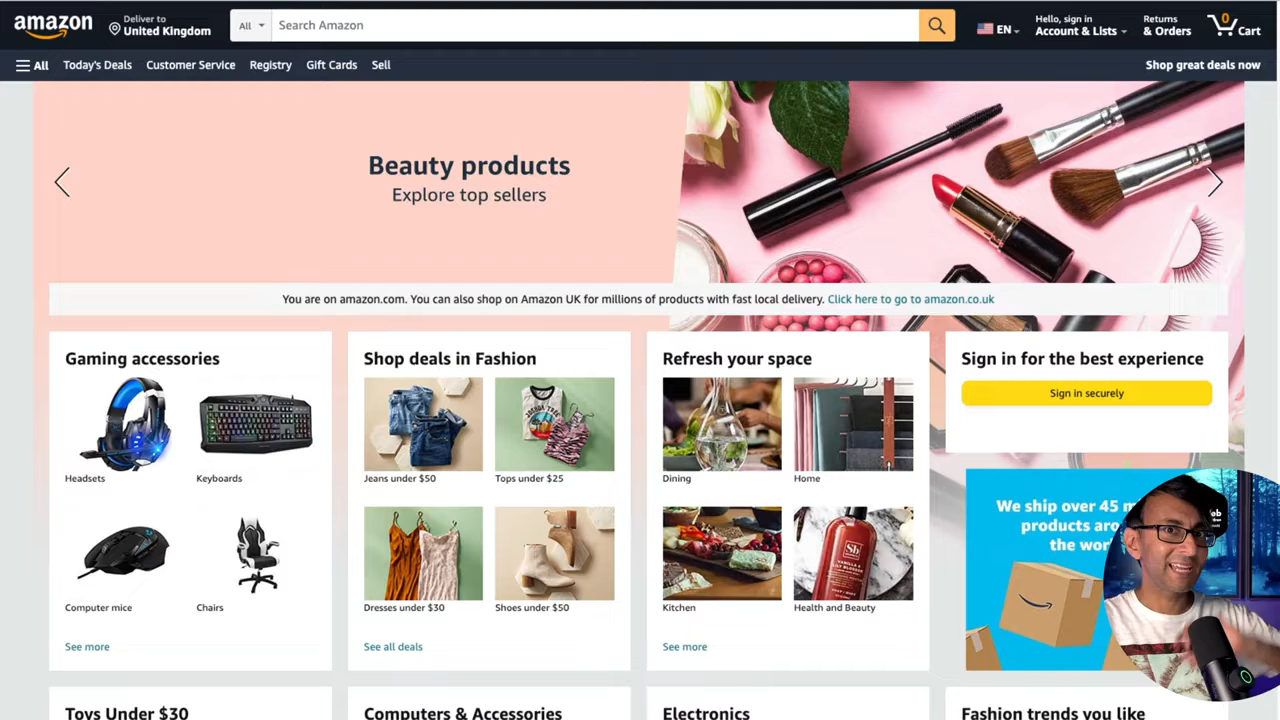 amazon
Deliver to
United Kingdom
All
Search Amazon
EN
Hello, sign in
Account & Lists
Returns
& Orders
0
Cart
All
Today's Deals
Customer Service
Registry
Gift Cards
Sell
Shop great deals now
Beauty products
Explore top sellers
You are on amazon.com. You can also shop on Amazon UK for millions of products with fast local delivery. Click here to go to amazon.co.uk
Gaming accessories
Headsets
Keyboards
Computer mice
Chairs
See more
Shop deals in Fashion
Jeans under $50
Tops under $25
Dresses under $30
Shoes under $50
See all deals
Refresh your space
Dining
Home
Kitchen
Sb
Health and Beauty
See more
Sign in for the best experience
Sign in securely
We ship over 45
products
the
Toys Under $30
Computers & Accessories
Electronics
Fashion trends you like